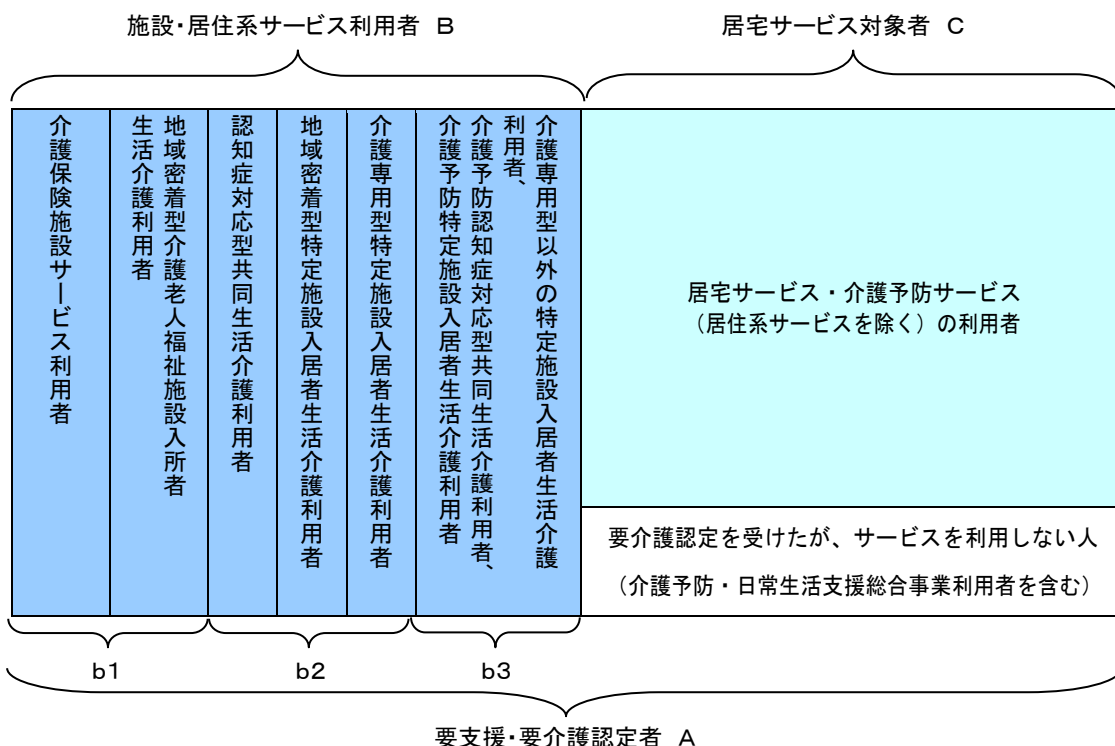 施設・居住系サービス利用者 B
居宅サービス対象者 C
介護保険施設サービス利用者
地域密着型介護老人福祉施設入所者
生活介護利用者
認知症対応型共同生活介護利用者
地域密着型特定施設入居者生活介護利用者
介護専用型特定施設入居者生活介護利用者
介護専用型以外の特定施設入居者生活介護
利用者、
介護予防認知症対応型共同生活介護利用者、
介護予防特定施設入居者生活介護利用者
居宅サービス・介護予防サービス
（居住系サービスを除く）の利用者
要介護認定を受けたが、サービスを利用しない人
（介護予防・日常生活支援総合事業利用者を含む）
b1
b2
b3
要支援・要介護認定者 A